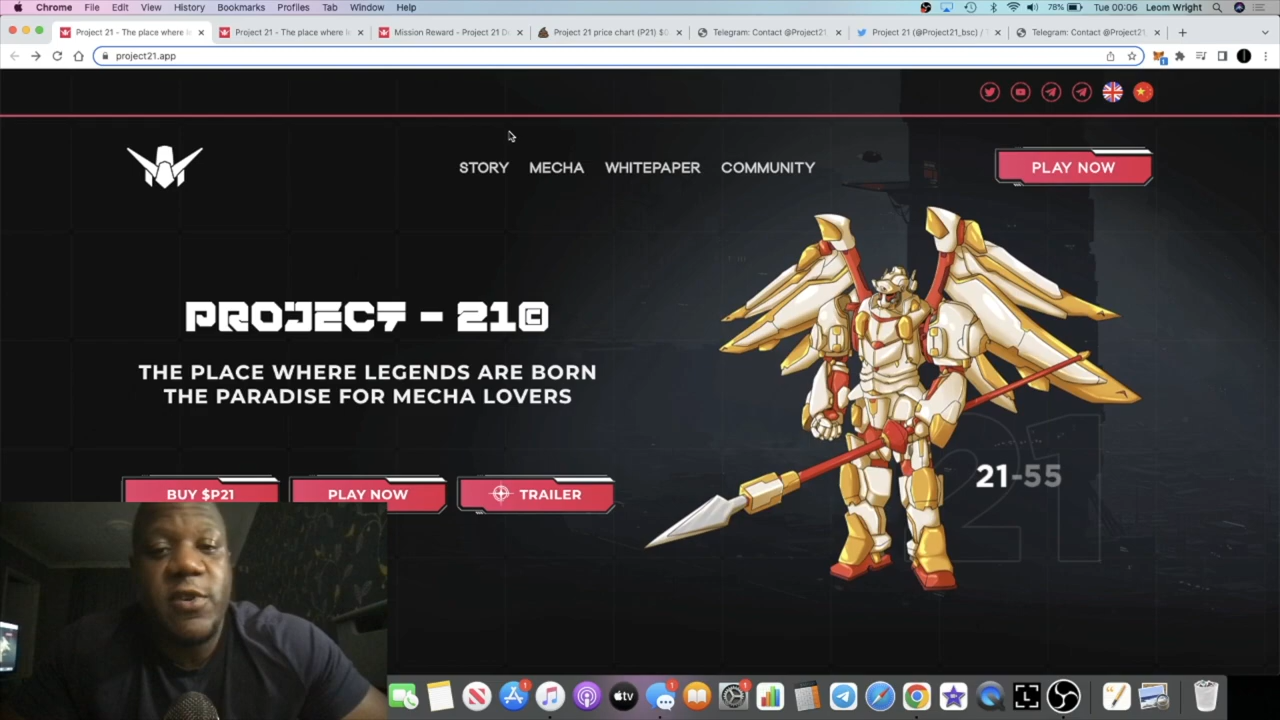 Chrome File Edit View History Bookmarks Profiles Tab Window Help 78% Tue 00:06 Leom Wright
Project 21 - The place where l Project 21 - The place where l Mission Reward - Project 21 D Project 21 price chart (P21) $0 Telegram: Contact @Project21 Project 21 (@Project21_bsc) / Telegram: Contact @Project21
project21.app
STORY MECHA WHITEPAPER COMMUNITY PLAY NOW
PROJECT - 21©
THE PLACE WHERE LEGENDS ARE BORN
THE PARADISE FOR MECHA LOVERS
21
21-55
BUY $P21 PLAY NOW TRAILER
tv